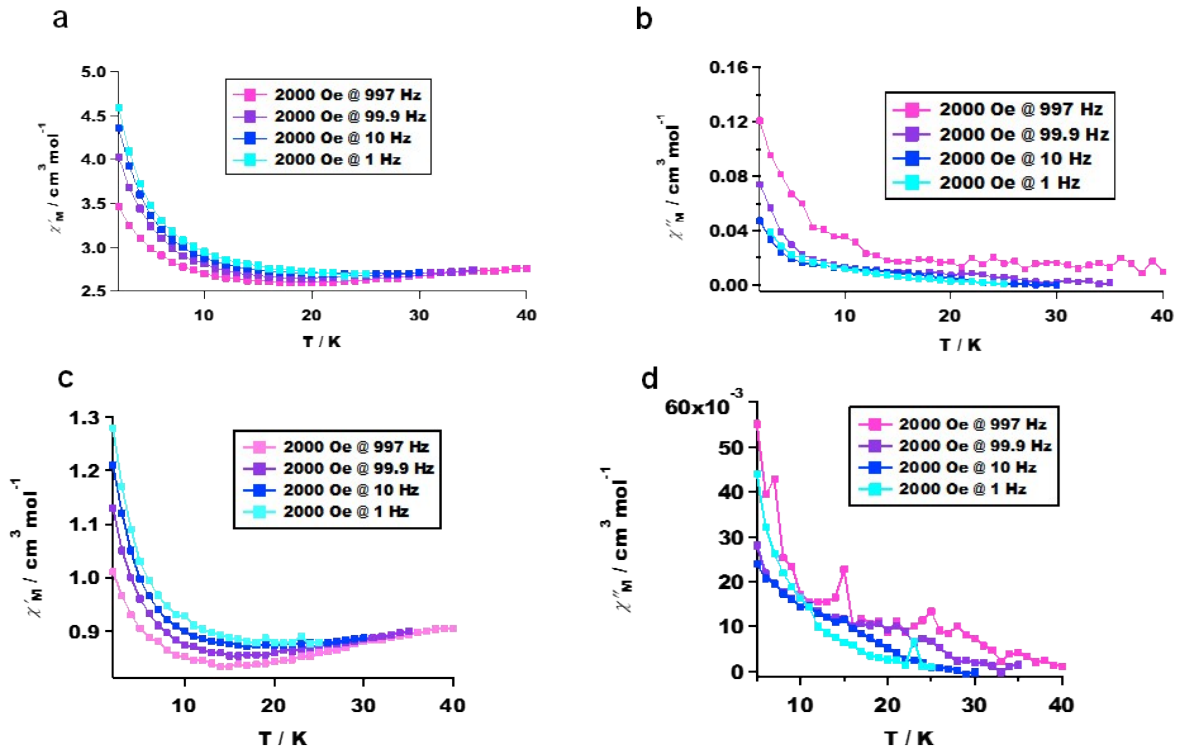 a
5.0
4.5
4.0
3.5
3.0
2.5
χ′M / cm3 mol-1
2000 Oe @ 997 Hz
2000 Oe @ 99.9 Hz
2000 Oe @ 10 Hz
2000 Oe @ 1 Hz
10 20 30 40
T / K
b
0.16
0.12
0.08
0.04
0.00
χ″M / cm3 mol-1
2000 Oe @ 997 Hz
2000 Oe @ 99.9 Hz
2000 Oe @ 10 Hz
2000 Oe @ 1 Hz
10 20 30 40
T / K
c
1.3
1.2
1.1
1.0
0.9
χ′M / cm3 mol-1
2000 Oe @ 997 Hz
2000 Oe @ 99.9 Hz
2000 Oe @ 10 Hz
2000 Oe @ 1 Hz
10 20 30 40
T / K
d
60x10-3
50
40
30
20
10
0
χ″M / cm3 mol-1
2000 Oe @ 997 Hz
2000 Oe @ 99.9 Hz
2000 Oe @ 10 Hz
2000 Oe @ 1 Hz
10 20 30 40
T / K